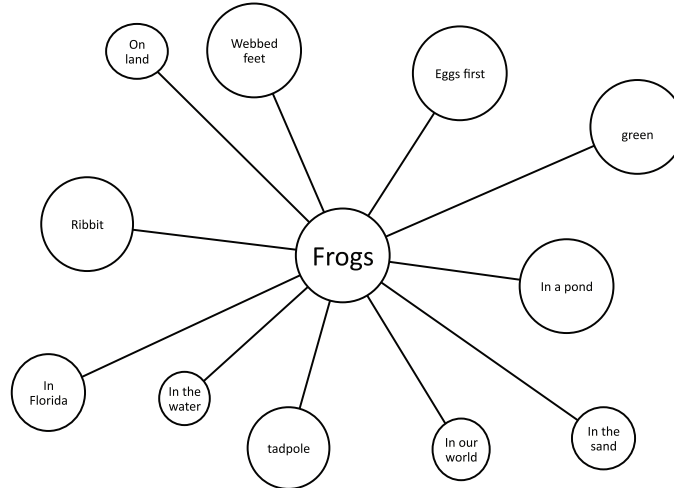 On
land
Webbed
feet
Eggs first
green
Ribbit
Frogs
In a pond
In
Florida
In the
water
tadpole
In our
world
In the
sand